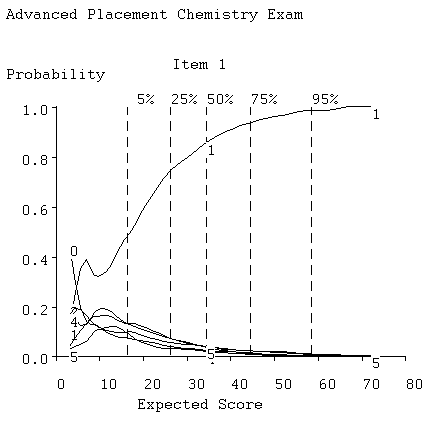 Advanced Placement Chemistry Exam
Item 1
Probability
5% 25% 50% 75% 95%
1.0
1
1
0.8
0.6
0.4
0
0.2
2
4
1
0.0
5
5
5
0 10 20 30 40 50 60 70 80
Expected Score